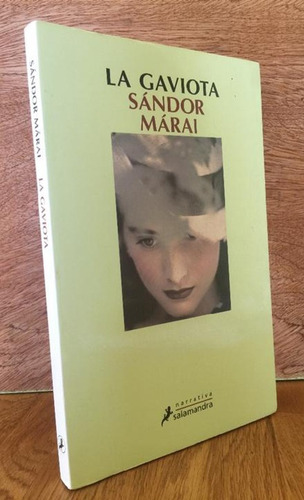 SÁNDOR MÁRAI LA GAVIOTA
LA GAVIOTA
SÁNDOR
MÁRAI
narrativa
salamandra